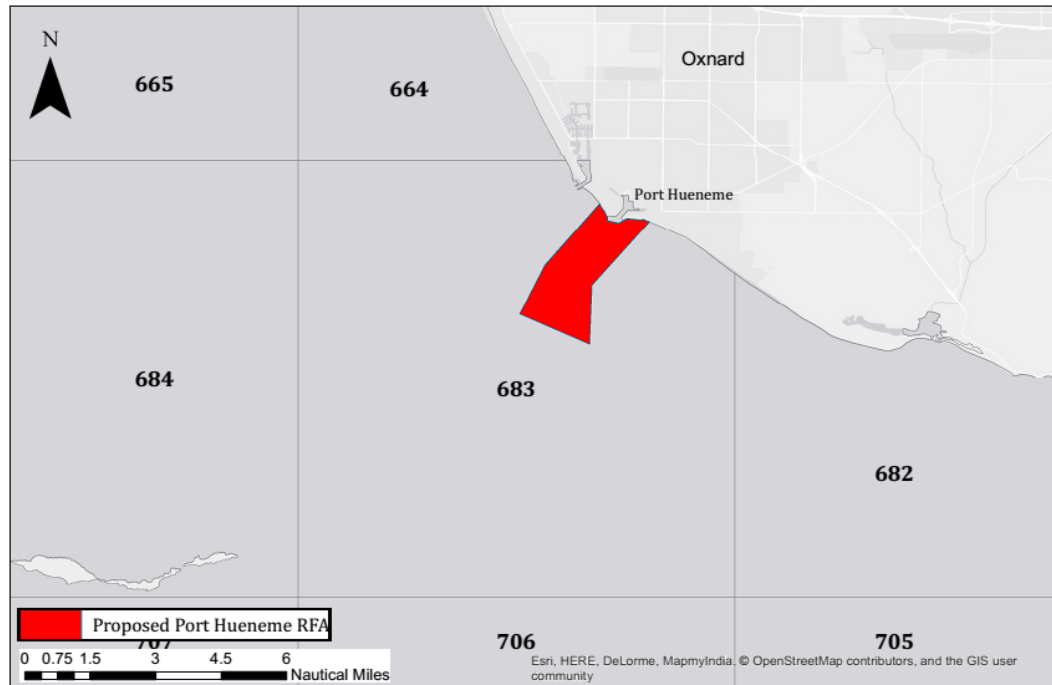 N
665
664
Oxnard
Port Hueneme
684
683
682
Proposed Port Hueneme RFA
707
706
705
0 0.75 1.5 3 4.5 6
Nautical Miles
Esri, HERE, DeLorme, MapmyIndia, © OpenStreetMap contributors, and the GIS user
community